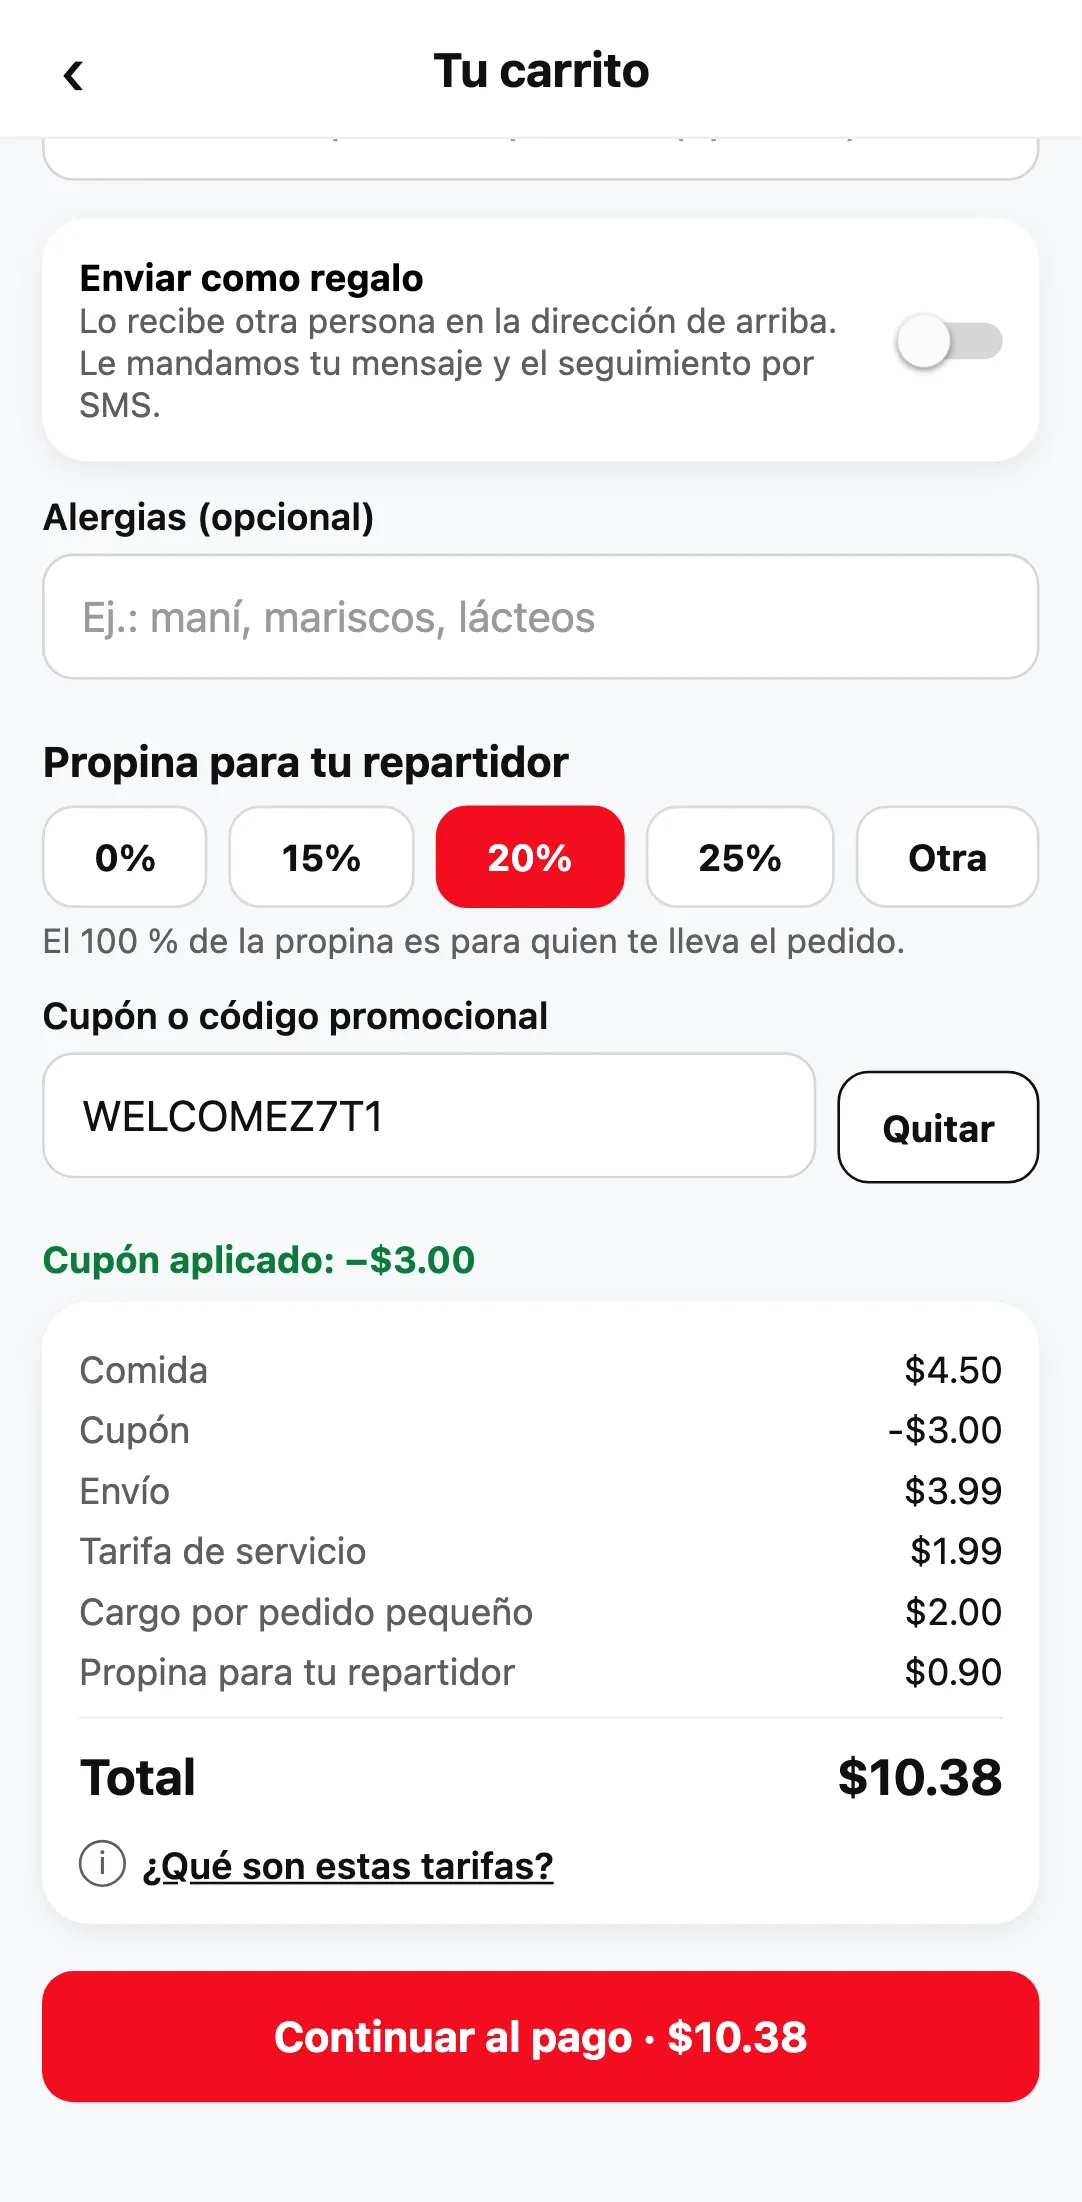 Tu carrito
Enviar como regalo
Lo recibe otra persona en la dirección de arriba.
Le mandamos tu mensaje y el seguimiento por
SMS.
Alergias (opcional)
Ej.: maní, mariscos, lácteos
Propina para tu repartidor
0% 15% 20% 25% Otra
El 100 % de la propina es para quien te lleva el pedido.
Cupón o código promocional
WELCOMEZ7T1 Quitar
Cupón aplicado: –$3.00
Comida $4.50
Cupón -$3.00
Envío $3.99
Tarifa de servicio $1.99
Cargo por pedido pequeño $2.00
Propina para tu repartidor $0.90
Total $10.38
¿Qué son estas tarifas?
Continuar al pago · $10.38